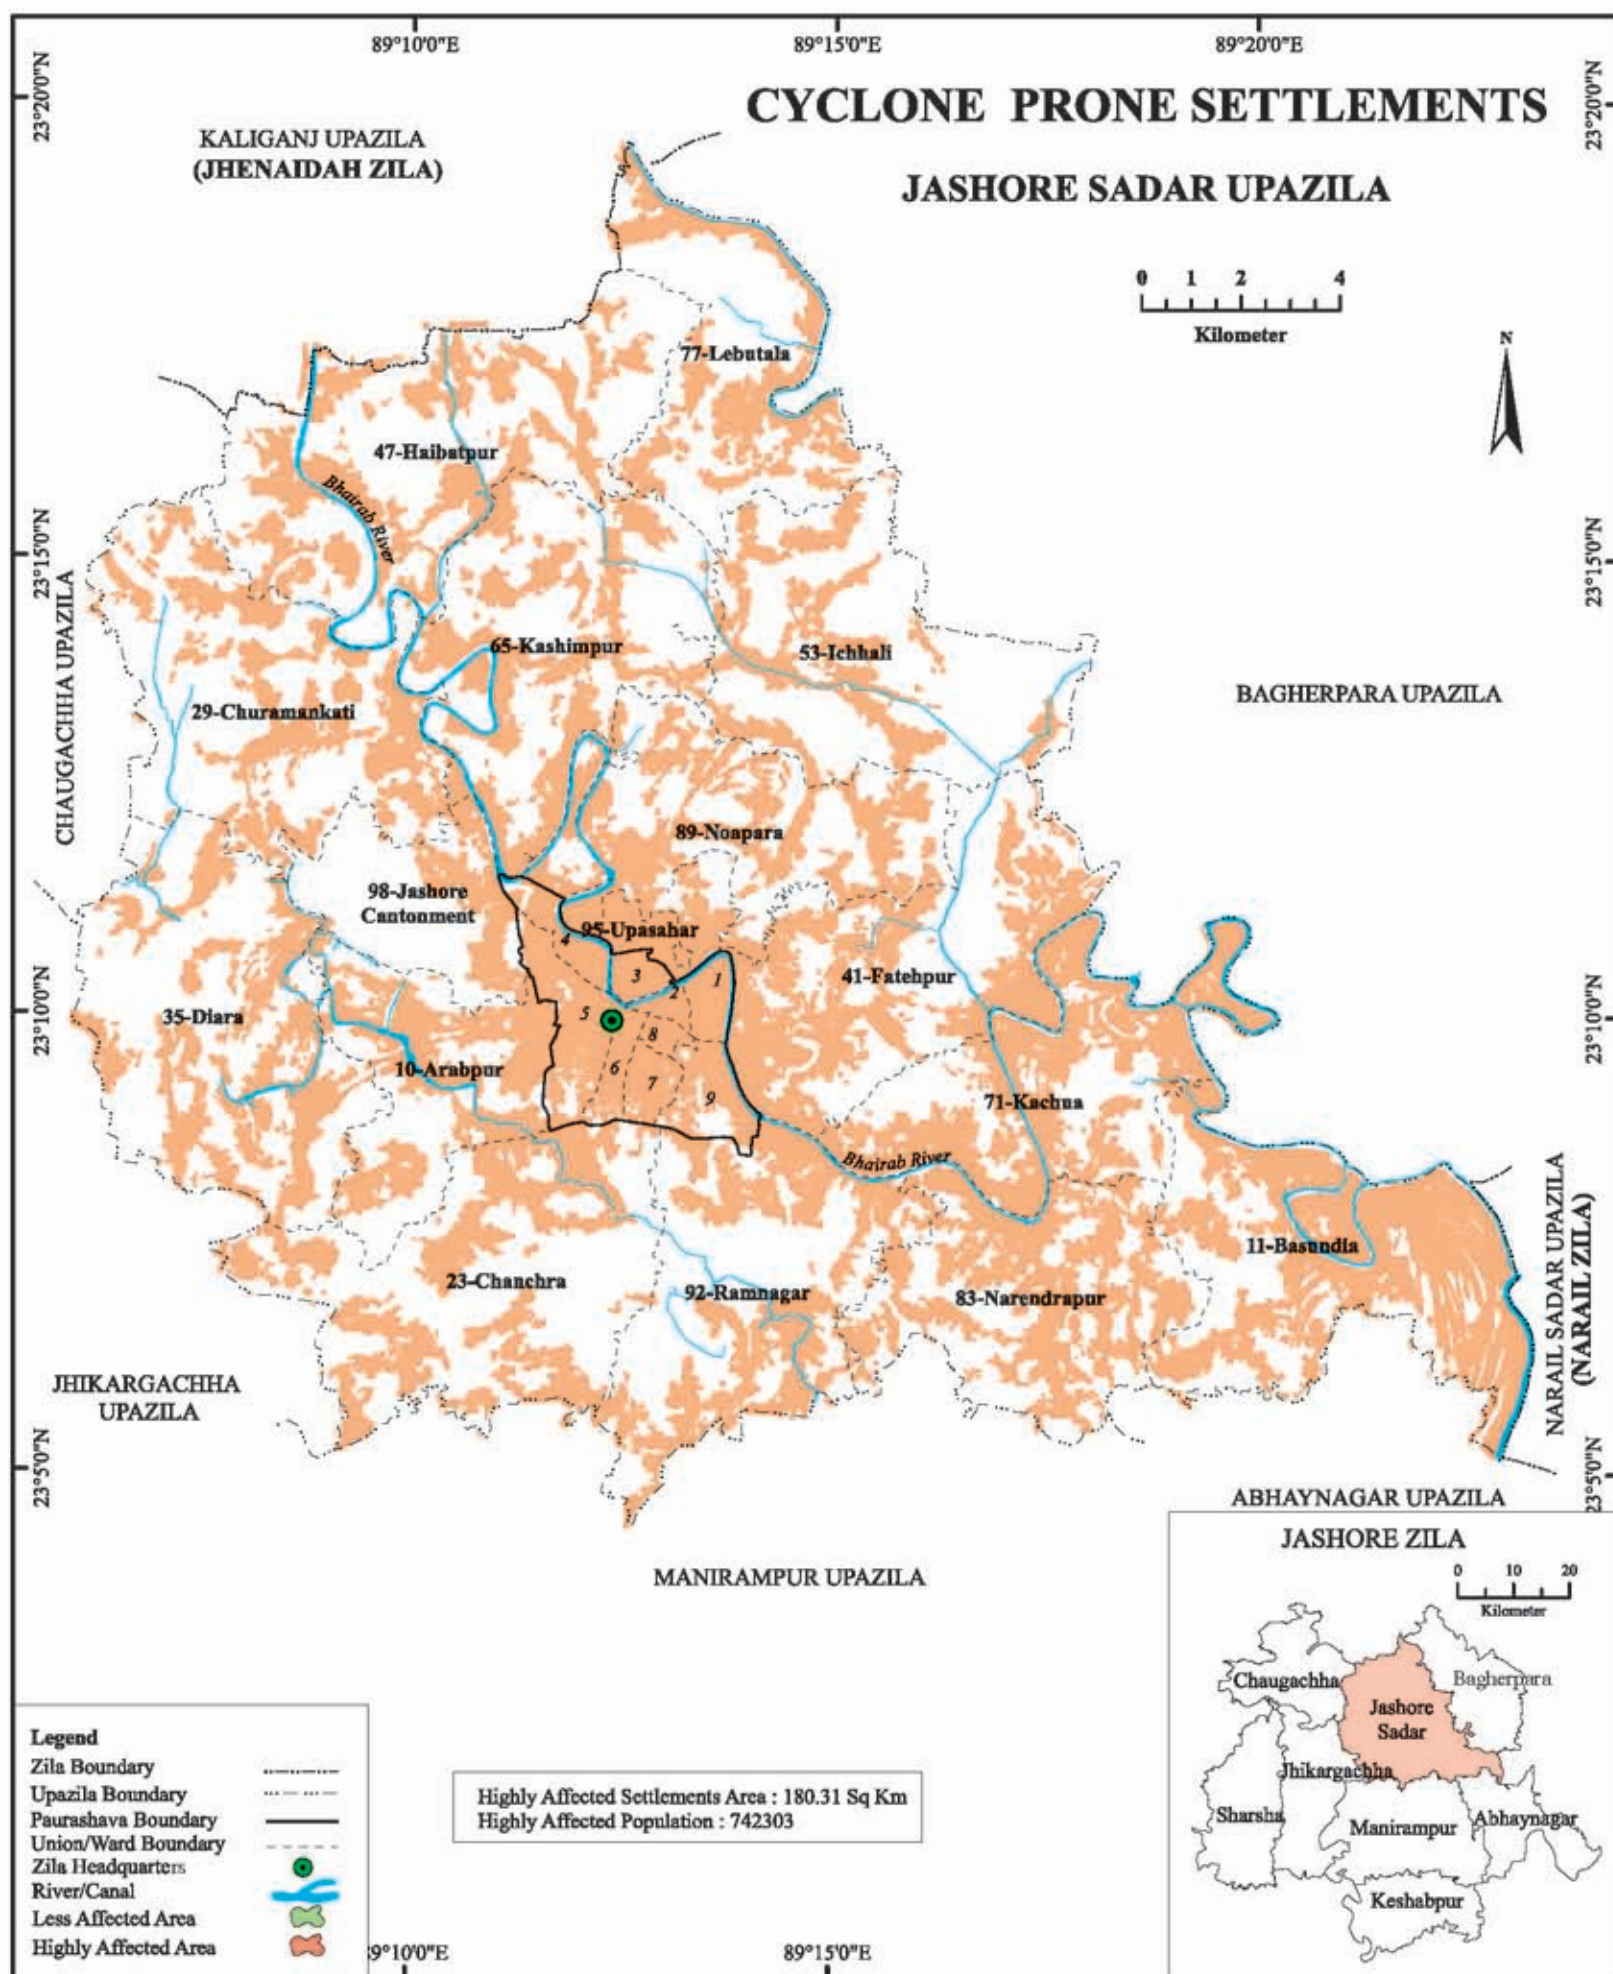 89°10'0"E
89°15'0"E
89°20'0"E
23°20'0"N
23°20'0"N
CYCLONE PRONE SETTLEMENTS
JASHORE SADAR UPAZILA
KALIGANJ UPAZILA
(JHENAIDAH ZILA)
0 1 2 4
Kilometer
N
77-Lebutala
47-Haibatpur
Bhairab River
23°15'0"N
23°15'0"N
CHAUGACHHA UPAZILA
65-Kashimpur
53-Ichhali
BAGHERPARA UPAZILA
29-Churamankati
89-Noapara
98-Jashore
Cantonment
95-Upasahar
4
3
2
1
41-Fatehpur
23°10'0"N
23°10'0"N
35-Diara
5
8
6
7
9
10-Arabpur
71-Kachua
Bhairab River
11-Basundia
23-Chanchra
92-Ramnagar
83-Narendrapur
NARAIL SADAR UPAZILA
(NARAIL ZILA)
JHIKARGACHHA
UPAZILA
23°5'0"N
23°5'0"N
ABHAYNAGAR UPAZILA
MANIRAMPUR UPAZILA
JASHORE ZILA
0 10 20
Kilometer
Chaugachha
Bagherpara
Jashore
Sadar
Jhikargachha
Sharsha
Manirampur
Abhaynagar
Keshabpur
Legend
Zila Boundary
Upazila Boundary
Paurashava Boundary
Union/Ward Boundary
Zila Headquarters
River/Canal
Less Affected Area
Highly Affected Area
Highly Affected Settlements Area : 180.31 Sq Km
Highly Affected Population : 742303
89°10'0"E
89°15'0"E